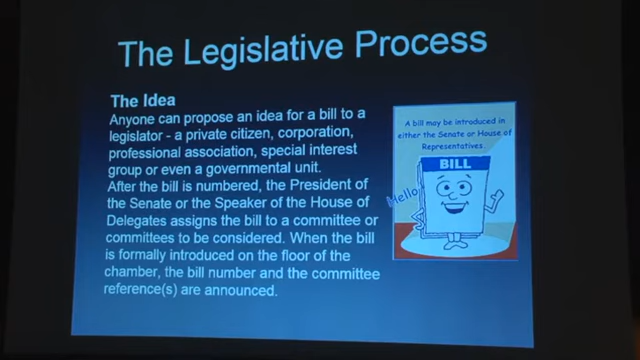 The Legislative Process
The Idea
Anyone can propose an idea for a bill to a
legislator - a private citizen, corporation,
professional association, special interest
group or even a governmental unit.
After the bill is numbered, the President of
the Senate or the Speaker of the House of
Delegates assigns the bill to a committee or
committees to be considered. When the bill
is formally introduced on the floor of the
chamber, the bill number and the committee
reference(s) are announced.
A bill may be introduced in
either the Senate or House of
Representatives.
BILL
Hello